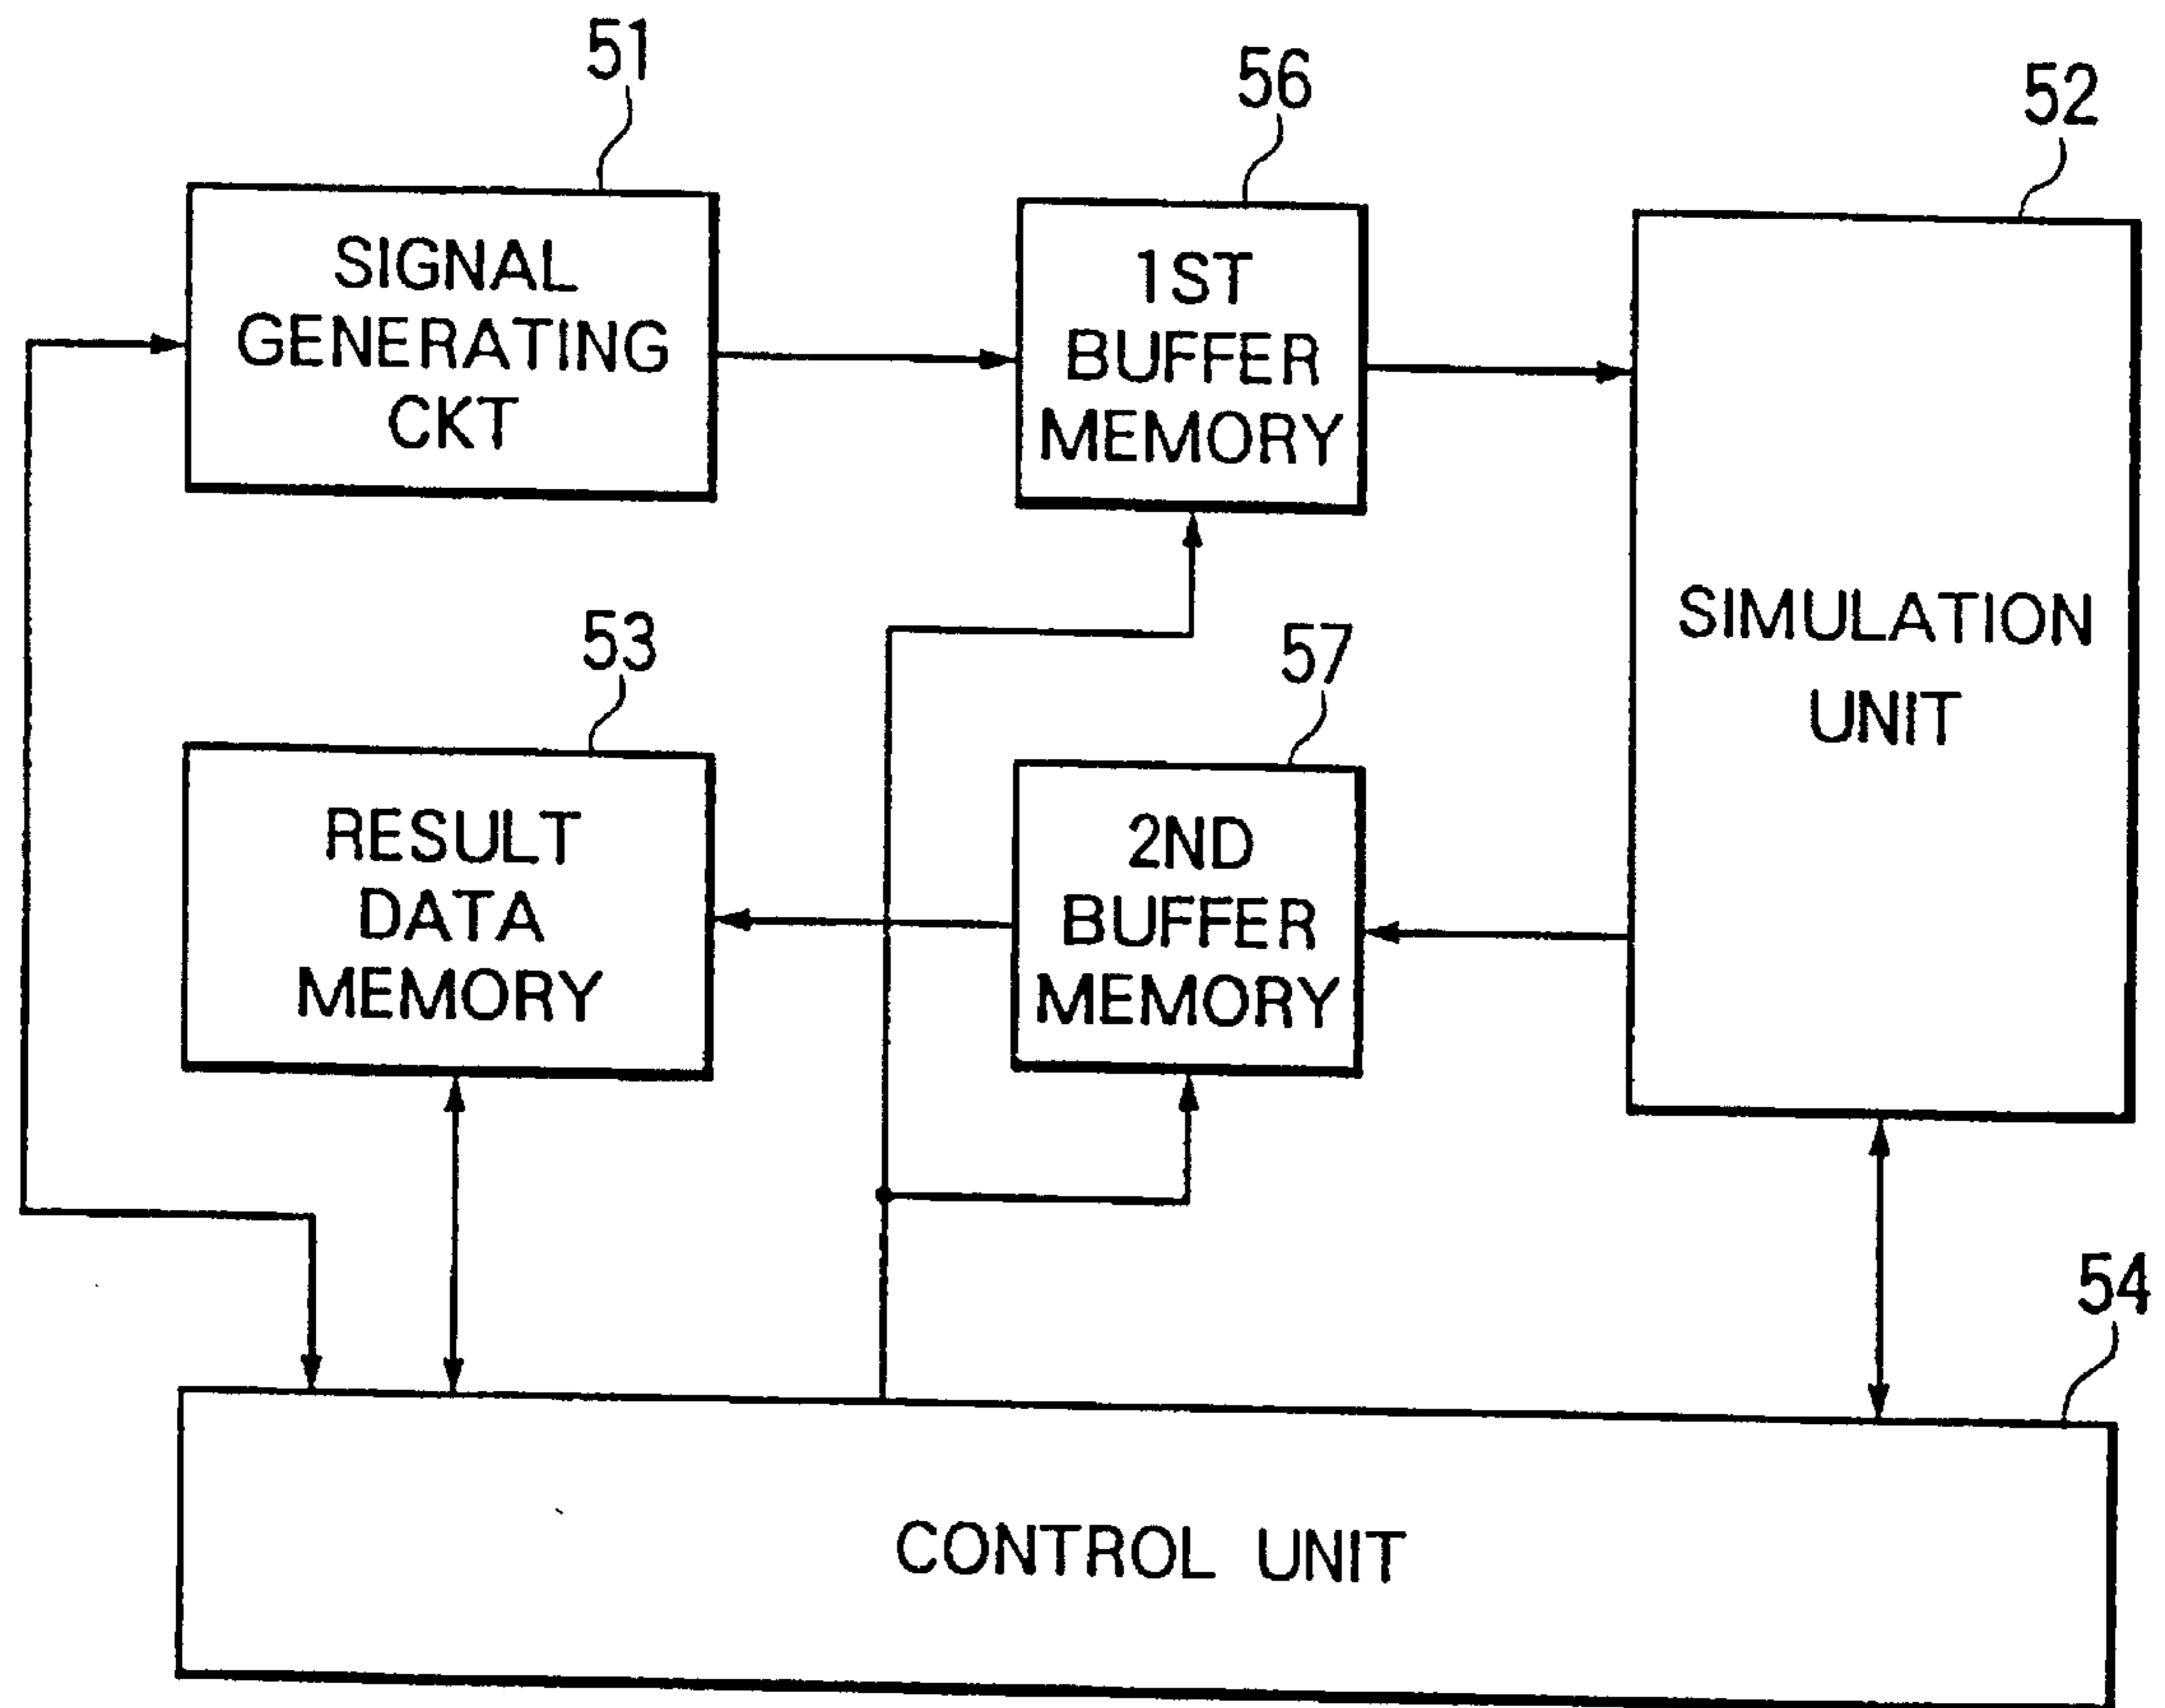 51
56
52
SIGNAL
GENERATING
CKT
1ST
BUFFER
MEMORY
SIMULATION
UNIT
53
57
RESULT
DATA
MEMORY
2ND
BUFFER
MEMORY
54
CONTROL UNIT